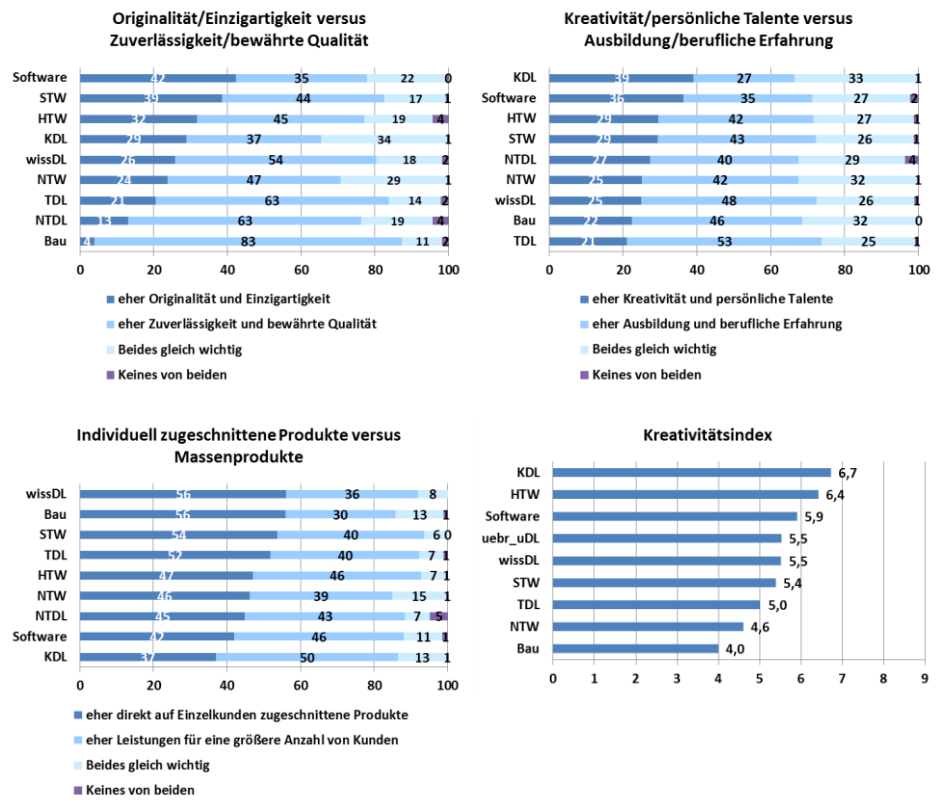 Originalität/Einzigartigkeit versus
Zuverlässigkeit/bewährte Qualität
Software 42 35 22 0
STW 39 44 17 1
HTW 32 45 19 4
KDL 29 37 34 1
wissDL 26 54 18 2
NTW 24 47 29 1
TDL 21 63 14 2
NTDL 13 63 19 4
Bau 4 83 11 2
0 20 40 60 80 100
eher Originalität und Einzigartigkeit
eher Zuverlässigkeit und bewährte Qualität
Beides gleich wichtig
Keines von beiden
Kreativität/persönliche Talente versus
Ausbildung/berufliche Erfahrung
KDL 39 27 33 1
Software 36 35 27 2
HTW 29 42 27 1
STW 29 43 26 1
NTDL 27 40 29 4
NTW 25 42 32 1
wissDL 25 48 26 1
Bau 22 46 32 0
TDL 21 53 25 1
0 20 40 60 80 100
eher Kreativität und persönliche Talente
eher Ausbildung und berufliche Erfahrung
Beides gleich wichtig
Keines von beiden
Individuell zugeschnittene Produkte versus
Massenprodukte
wissDL 56 36 8
Bau 56 30 13 1
STW 54 40 6 0
TDL 52 40 7 1
HTW 47 46 7 1
NTW 46 39 15 1
NTDL 45 43 7 5
Software 42 46 11 1
KDL 37 50 13 1
0 20 40 60 80 100
eher direkt auf Einzelkunden zugeschnittene Produkte
eher Leistungen für eine größere Anzahl von Kunden
Beides gleich wichtig
Keines von beiden
Kreativitätsindex
KDL 6,7
HTW 6,4
Software 5,9
uebr_uDL 5,5
wissDL 5,5
STW 5,4
TDL 5,0
NTW 4,6
Bau 4,0
0 1 2 3 4 5 6 7 8 9